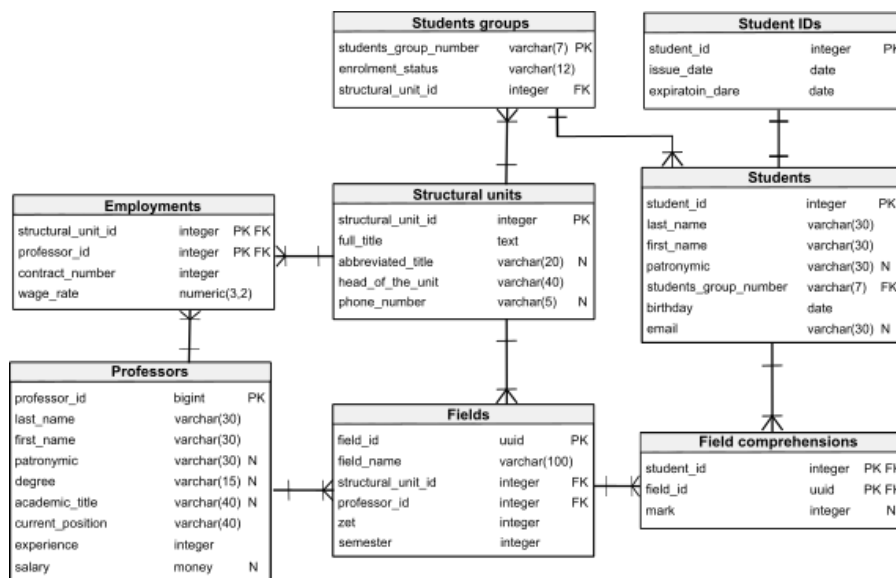 Students groups
students_group_number varchar(7) PK
enrolment_status varchar(12)
structural_unit_id integer FK
Student IDs
student_id integer PK
issue_date date
expiratoin_dare date
Employments
structural_unit_id integer PK FK
professor_id integer PK FK
contract_number integer
wage_rate numeric(3,2)
Structural units
structural_unit_id integer PK
full_title text
abbreviated_title varchar(20) N
head_of_the_unit varchar(40)
phone_number varchar(5) N
Students
student_id integer PK
last_name varchar(30)
first_name varchar(30)
patronymic varchar(30) N
students_group_number varchar(7) FK
birthday date
email varchar(30) N
Professors
professor_id bigint PK
last_name varchar(30)
first_name varchar(30)
patronymic varchar(30) N
degree varchar(15) N
academic_title varchar(40) N
current_position varchar(40)
experience integer
salary money N
Fields
field_id uuid PK
field_name varchar(100)
structural_unit_id integer FK
professor_id integer FK
zet integer
semester integer
Field comprehensions
student_id integer PK FK
field_id uuid PK FK
mark integer N